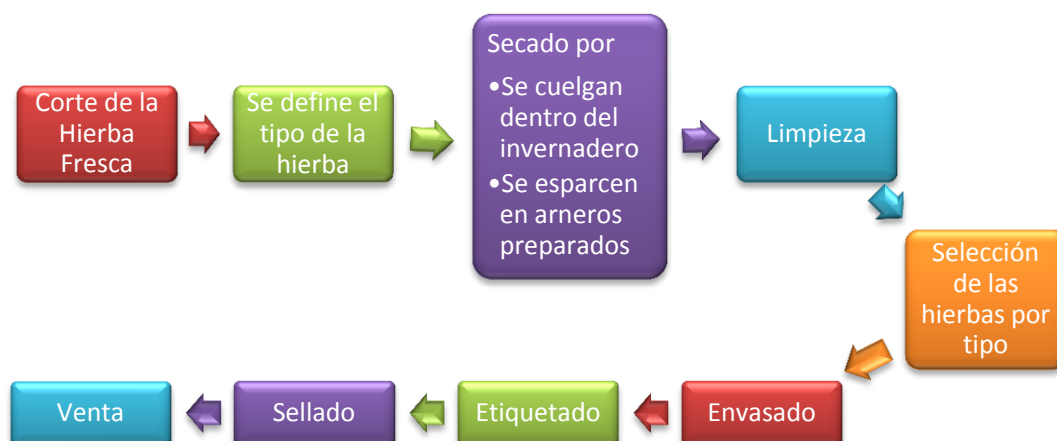 Corte de la
Hierba
Fresca
Se define el
tipo de la
hierba
Secado por
•Se cuelgan
dentro del
invernadero
•Se esparcen
en arneros
preparados
Limpieza
Selección
de las
hierbas por
tipo
Envasado
Etiquetado
Sellado
Venta